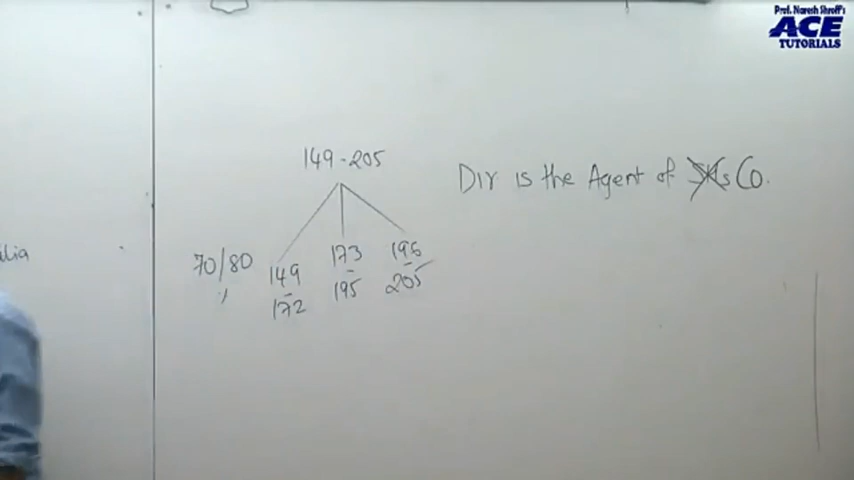 Prof. Naresh Shroff's
ACE
TUTORIALS
149-205
Dir is the Agent of Co.
70/80
149
-
172
173
-
195
196
-
205